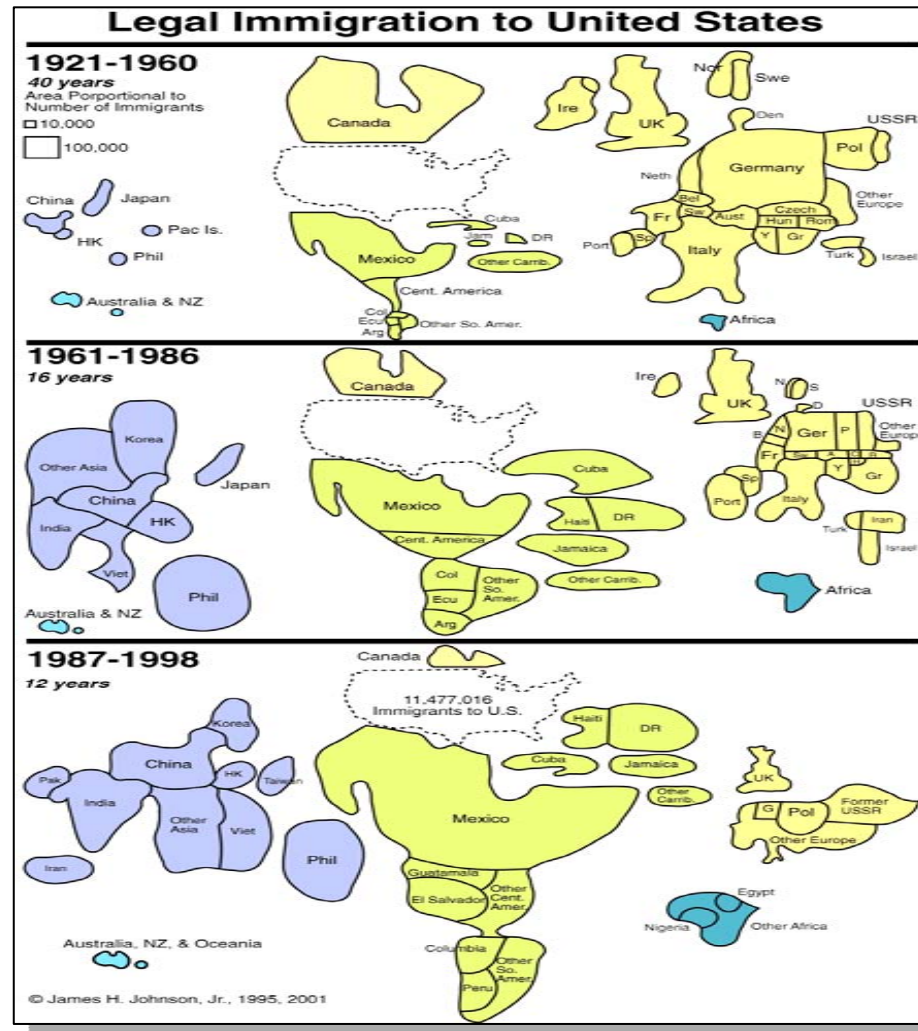 Legal Immigration to United States
1921-1960
40 years
Area Porportional to
Number of Immigrants
10,000
100,000
Canada
Ire
UK
Nor
Swe
Den
USSR
Pol
Germany
Neth
Other
Europe
Bel
Fr
Sw
Aust
Czech
Hun
Rom
Port
Sp
Italy
Y
Gr
Turk
Israel
China
Japan
HK
Pac Is.
Phil
Australia & NZ
Cuba
Jam
DR
Mexico
Other Carrib.
Cent. America
Col
Ecu
Arg
Other So. Amer.
Africa
1961-1986
16 years
Canada
Ire
UK
N
S
D
USSR
B
N
Ger
P
Other
Europ
Fr
Sw
A
C
R
H
Y
Gr
Sp
Port
Italy
Turk
Iran
Israel
Korea
Other Asia
Japan
China
India
HK
Viet
Phil
Australia & NZ
Cuba
Mexico
Haiti
DR
Cent. America
Jamaica
Col
Other
So.
Amer.
Other Carrib.
Ecu
Arg
Africa
1987-1998
12 years
Canada
11,477,016
Immigrants to U.S.
Haiti
DR
Korea
China
HK
Taiwan
Pak
India
Other
Asia
Viet
Phil
Iran
Cuba
Jamaica
Other
Carrib.
Mexico
UK
G
Pol
Former
USSR
Other Europe
Guatamala
El Salvador
Other
Cent.
Amer.
Egypt
Nigeria
Other Africa
Columbia
Other
So.
Amer.
Peru
Australia, NZ, & Oceania
© James H. Johnson, Jr., 1995, 2001